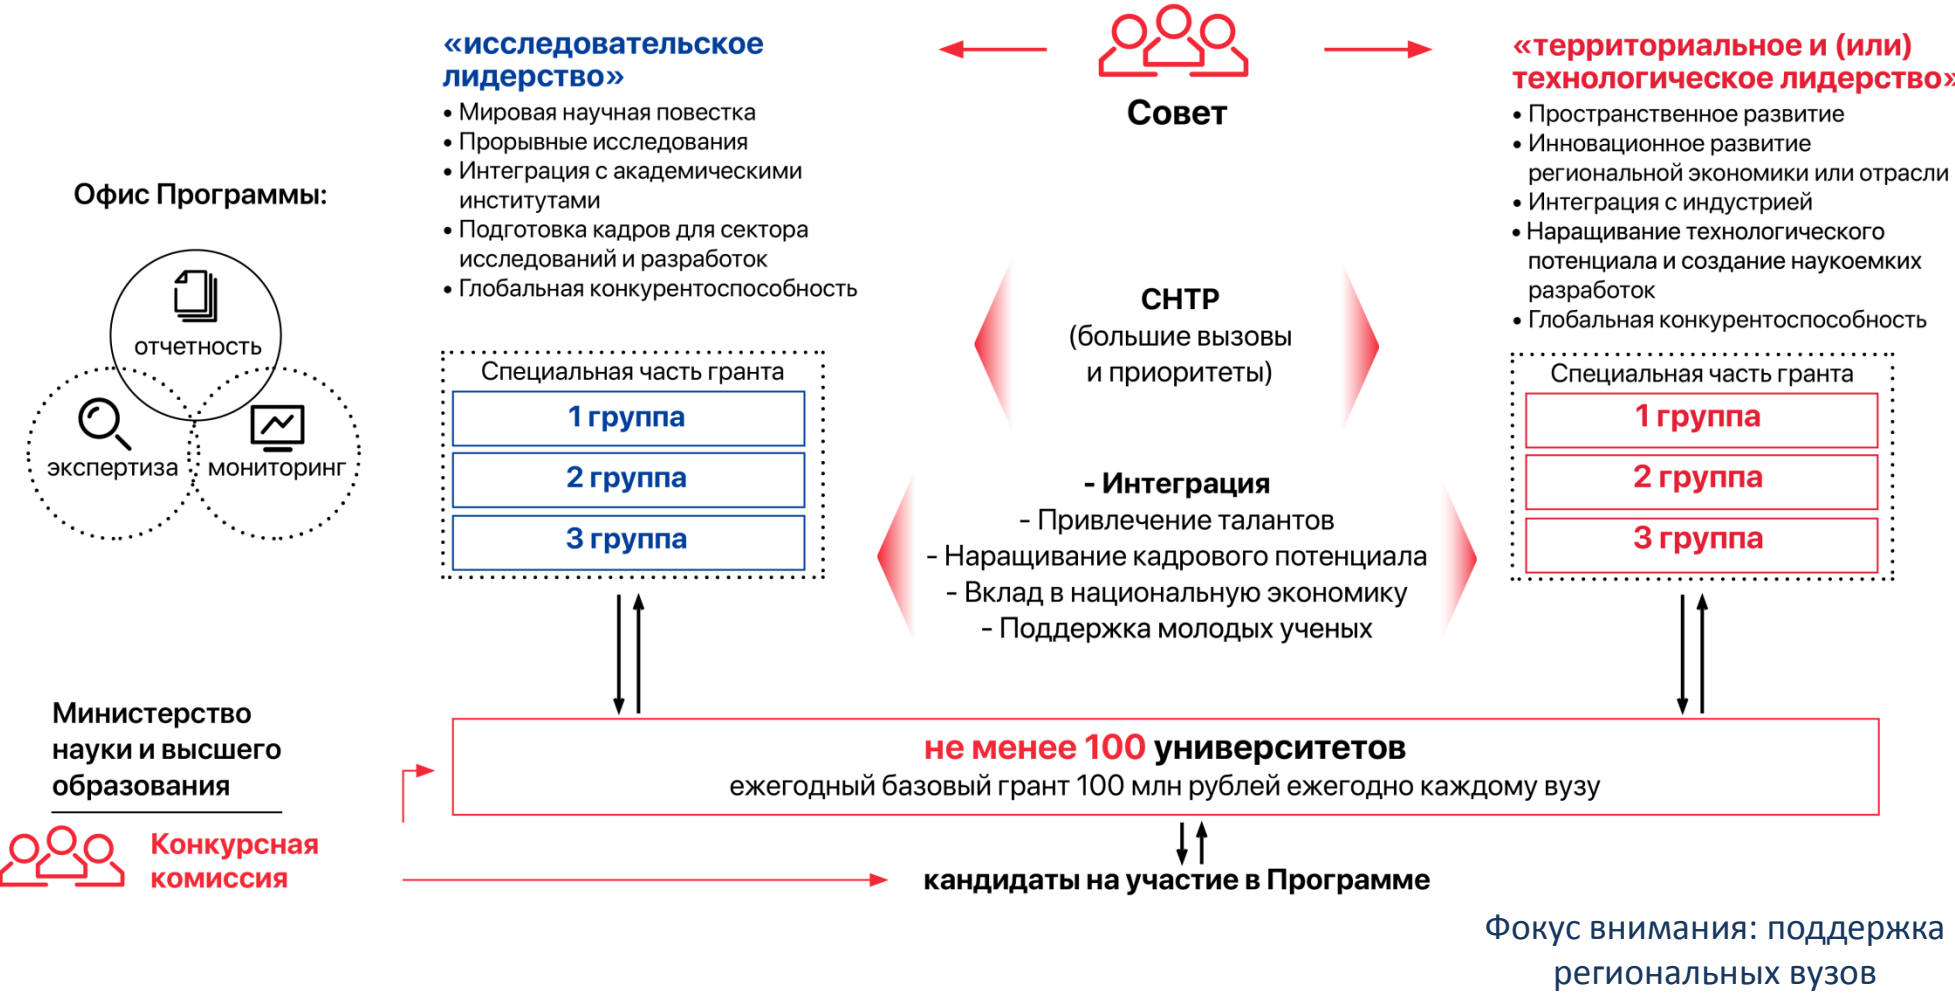 Офис Программы:
отчетность
экспертиза
мониторинг
Министерство
науки и высшего
образования
Конкурсная
комиссия
«исследовательское
лидерство»
• Мировая научная повестка
• Прорывные исследования
• Интеграция с академическими
институтами
• Подготовка кадров для сектора
исследований и разработок
• Глобальная конкурентоспособность
Специальная часть гранта
1 группа
2 группа
3 группа
Совет
СНТР
(большие вызовы
и приоритеты)
- Интеграция
- Привлечение талантов
- Наращивание кадрового потенциала
- Вклад в национальную экономику
- Поддержка молодых ученых
«территориальное и (или)
технологическое лидерство»
• Пространственное развитие
• Инновационное развитие
региональной экономики или отрасли
• Интеграция с индустрией
• Наращивание технологического
потенциала и создание наукоемких
разработок
• Глобальная конкурентоспособность
Специальная часть гранта
1 группа
2 группа
3 группа
не менее 100 университетов
ежегодный базовый грант 100 млн рублей ежегодно каждому вузу
кандидаты на участие в Программе
Фокус внимания: поддержка
региональных вузов